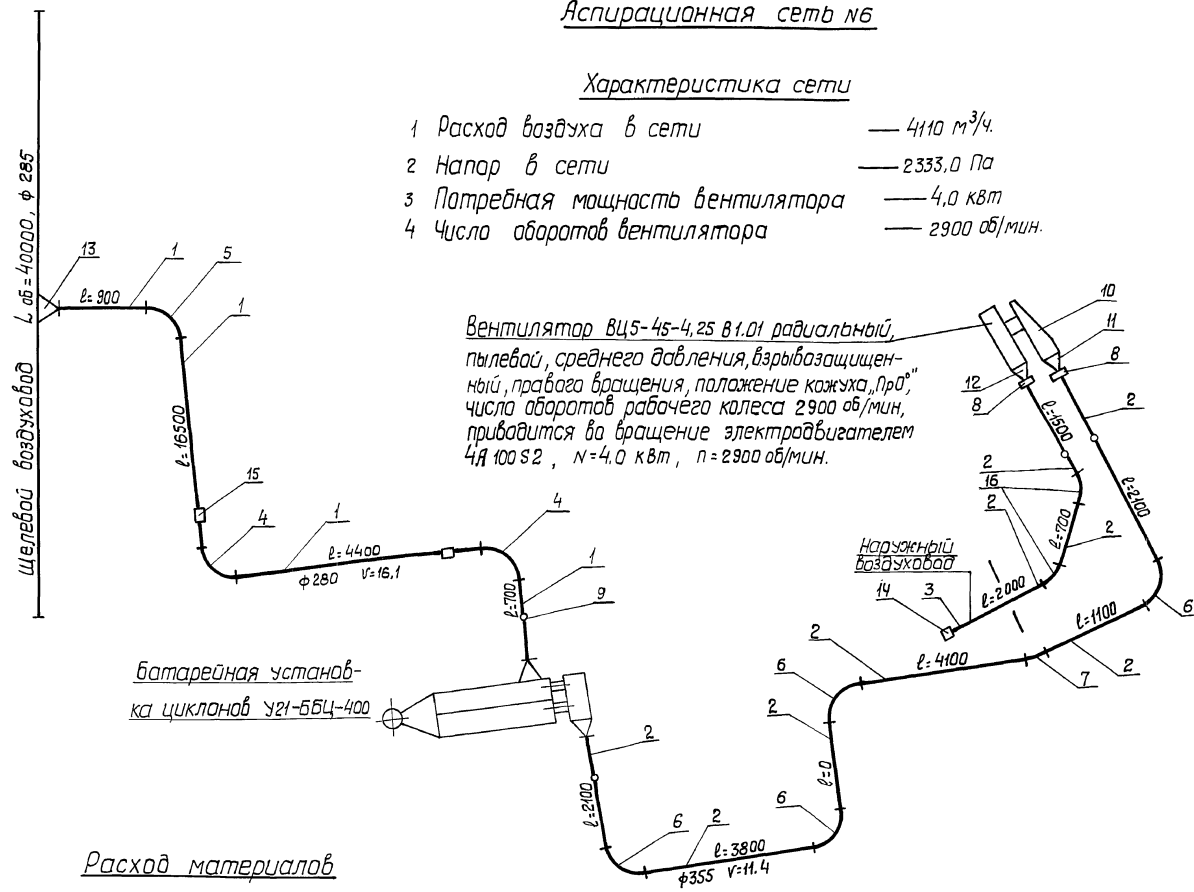 Аспирационная сеть N6
Характеристика сети
1 Расход воздуха в сети — 4110 м³/ч.
2 Напор в сети — 2333,0 Па
3 Потребная мощность вентилятора — 4,0 кВт
4 Число оборотов вентилятора — 2900 об/мин.
Щелевой воздуховод L об = 40000, ф 285
13
1
5
l=900
1
l=16500
15
4
1
l=4400
ф280 V=16,1
4
1
l=700
9
Вентилятор ВЦ5-45-4,25 В1.01 радиальный,
пылевой, среднего давления, взрывозащищен-
ный, правого вращения, положение кожуха „Пр0°,"
число оборотов рабочего колеса 2900 об/мин,
приводится во вращение электродвигателем
4А 100 S2, N=4.0 кВт, п=2900 об/мин.
10
11
8
12
8
2
l=1500
2
16
2
l=2100
l=700
2
Наружный
воздуховод
14
3
l=2000
l=1100
6
2
l=4100
7
2
6
2
l=0
6
Батарейная установ-
ка циклонов У21-ББЦ-400
2
l=2100
6
2
l=3800
ф355 V=11.4
Расход материалов